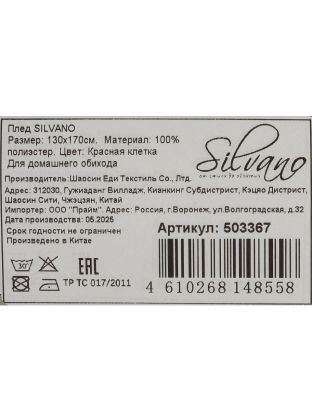 Плед SILVANO
Размер: 130х170см. Материал: 100%
полиэстер. Цвет: Красная клетка
Для домашнего обихода
Silvano
Производитель: Шаосин Еди Текстиль Со., Лтд.
Адрес: 312030, Гужиаданг Вилладж, Кианкинг Субдистрист, Кэцяо Дистрист,
Шаосин Сити, Чжэцзян, Китай
Импортер: ООО "Прайм". Адрес: Россия, г.Воронеж, ул.Волгоградская, д.32
Дата производства: 05.2025
Срок годности не ограничен
Произведено в Китае
Артикул: 503367
30°
EAC
ТР ТС 017/2011
4 610268 148558